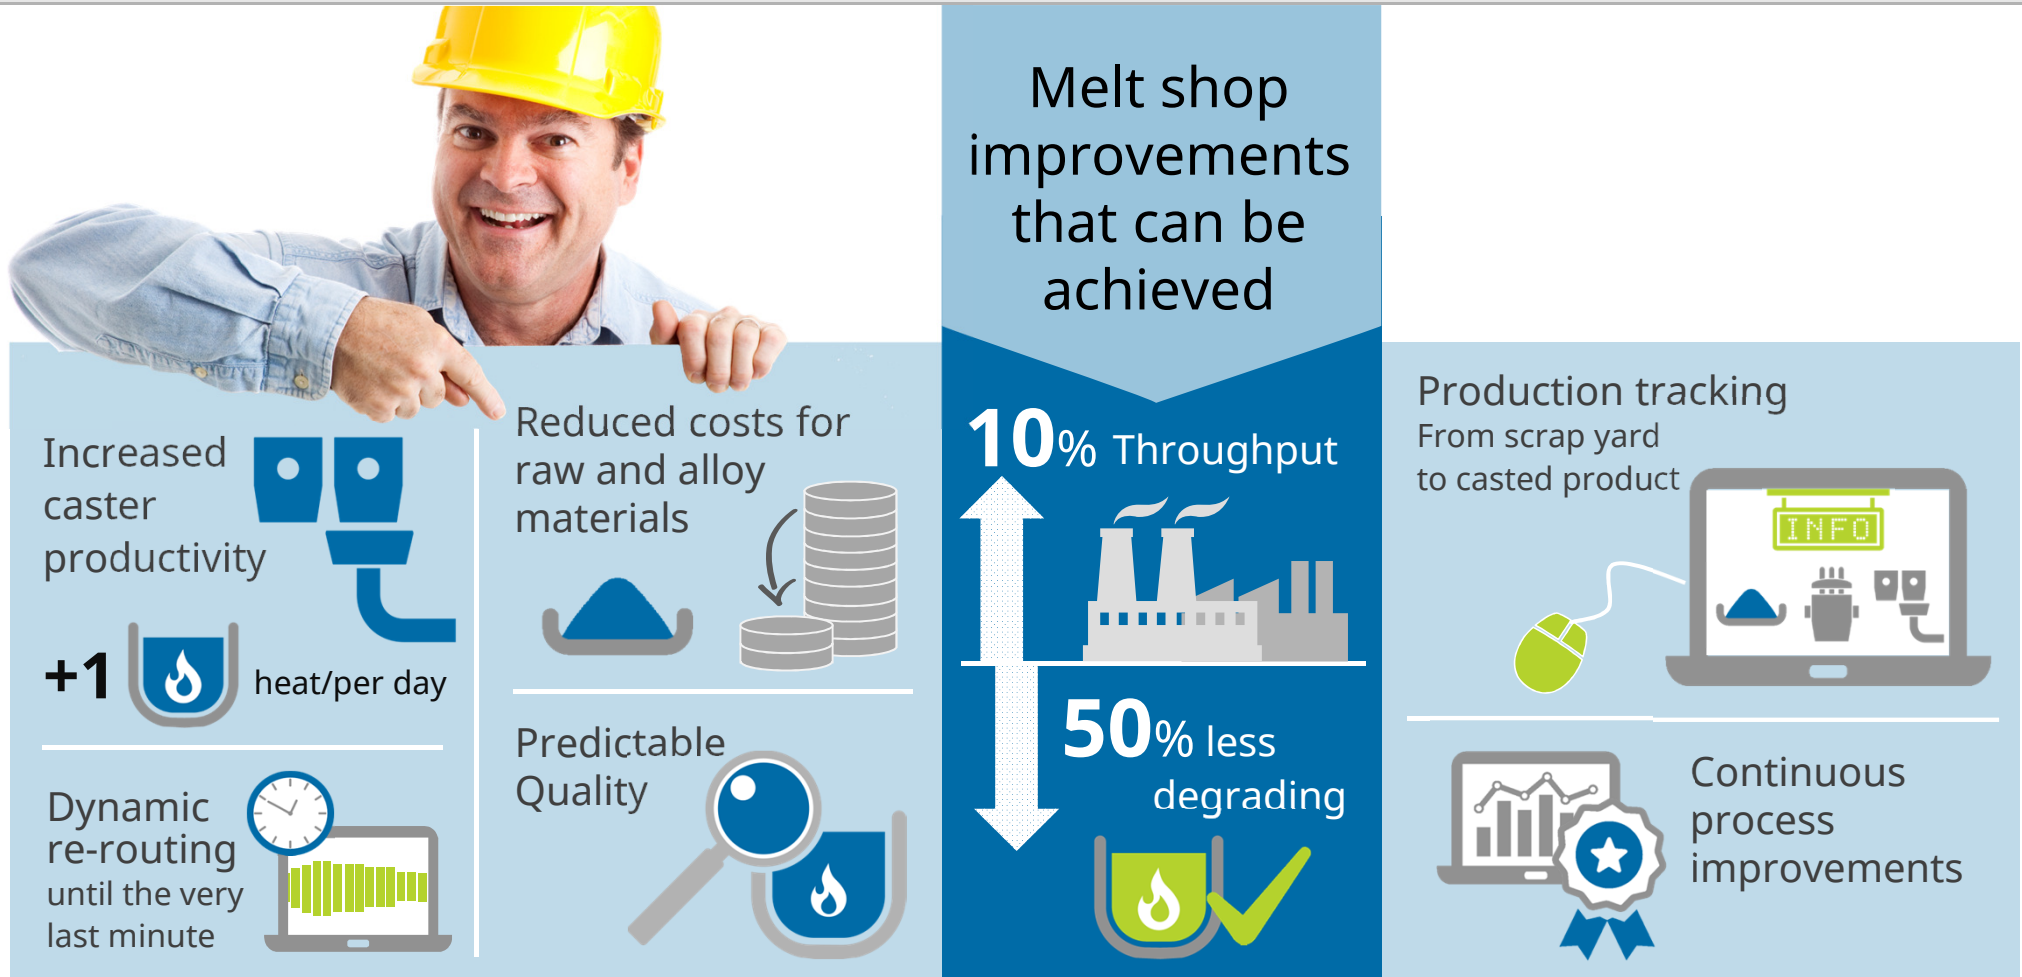 Melt shop
improvements
that can be
achieved
Increased
caster
productivity
+1 heat/per day
Dynamic
re-routing
until the very
last minute
Reduced costs for
raw and alloy
materials
Predictable
Quality
10% Throughput
50% less
degrading
Production tracking
From scrap yard
to casted product
INFO
Continuous
process
improvements